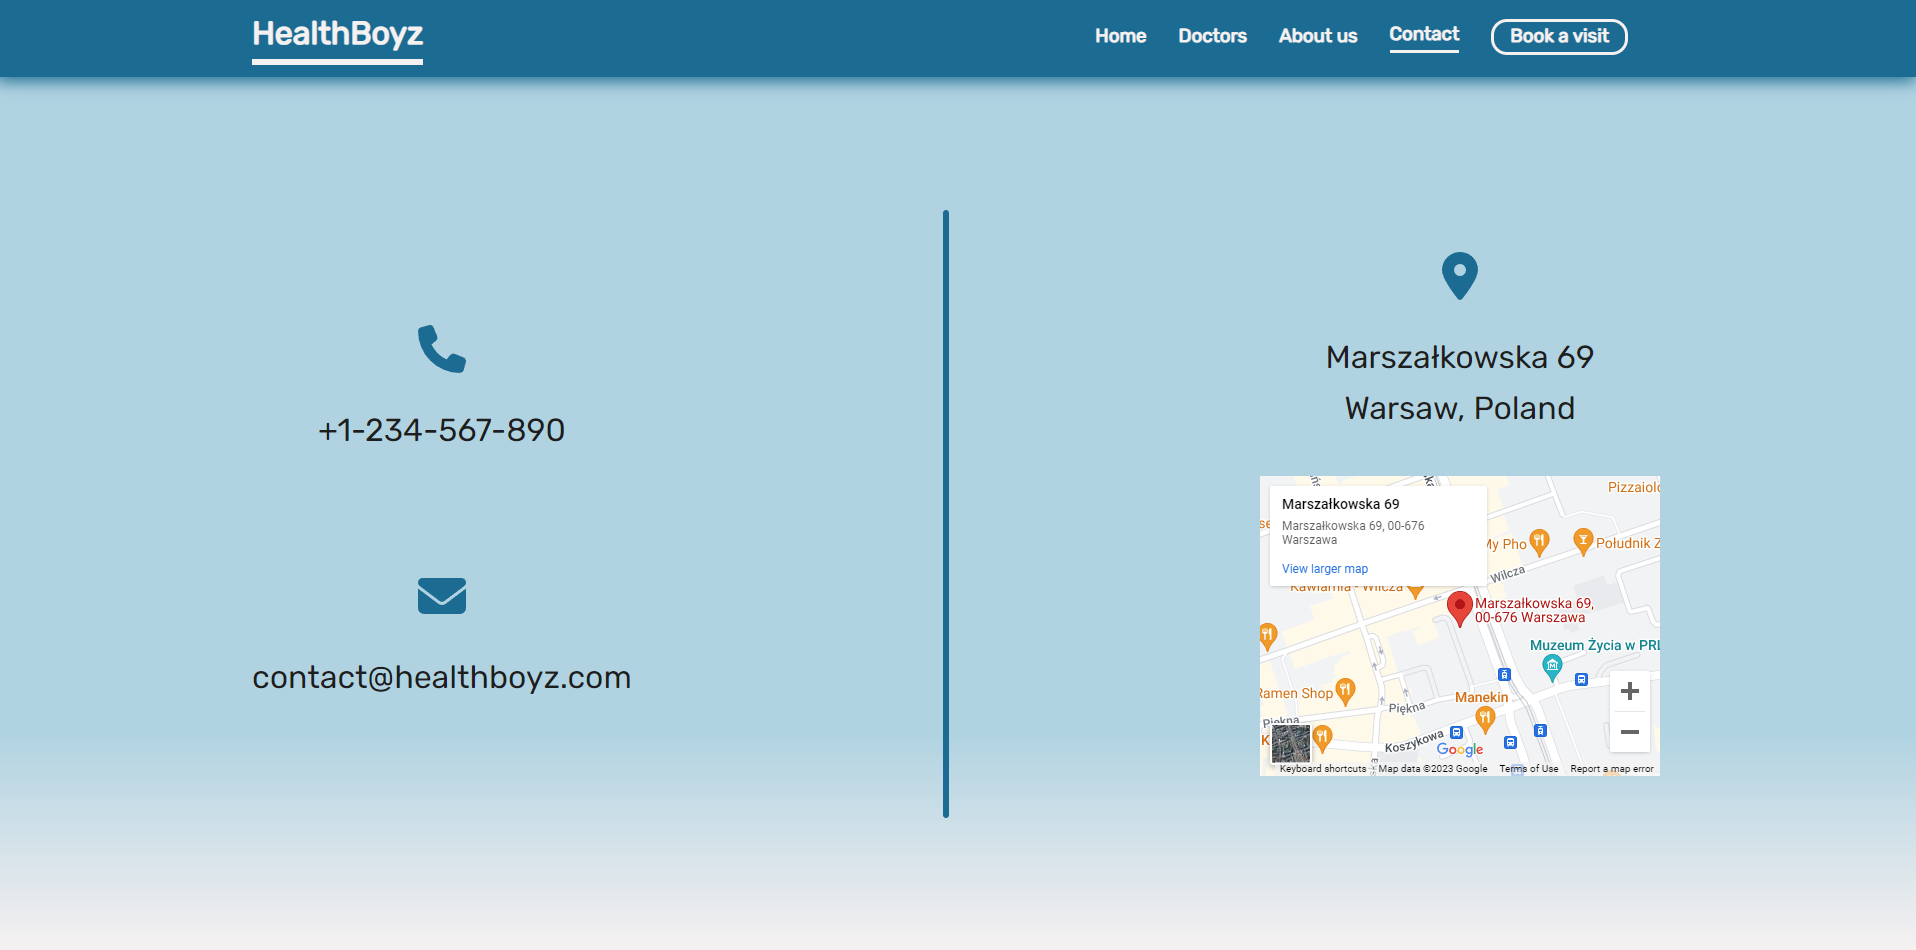 HealthBoyz
Home
Doctors
About us
Contact
Book a visit
+1-234-567-890
contact@healthboyz.com
Marszałkowska 69
Warsaw, Poland
Marszałkowska 69
Marszałkowska 69, 00-676
Warszawa
View larger map
Pizzaiolo
My Pho
Południk Z
Wilcza
Kawiarnia - Wilcza
Marszałkowska 69,
00-676 Warszawa
Muzeum Życia w PRL
Ramen Shop
Manekin
Piękna
Piękna
Koszykowa
Google
Keyboard shortcuts
Map data ©2023 Google
Terms of Use
Report a map error